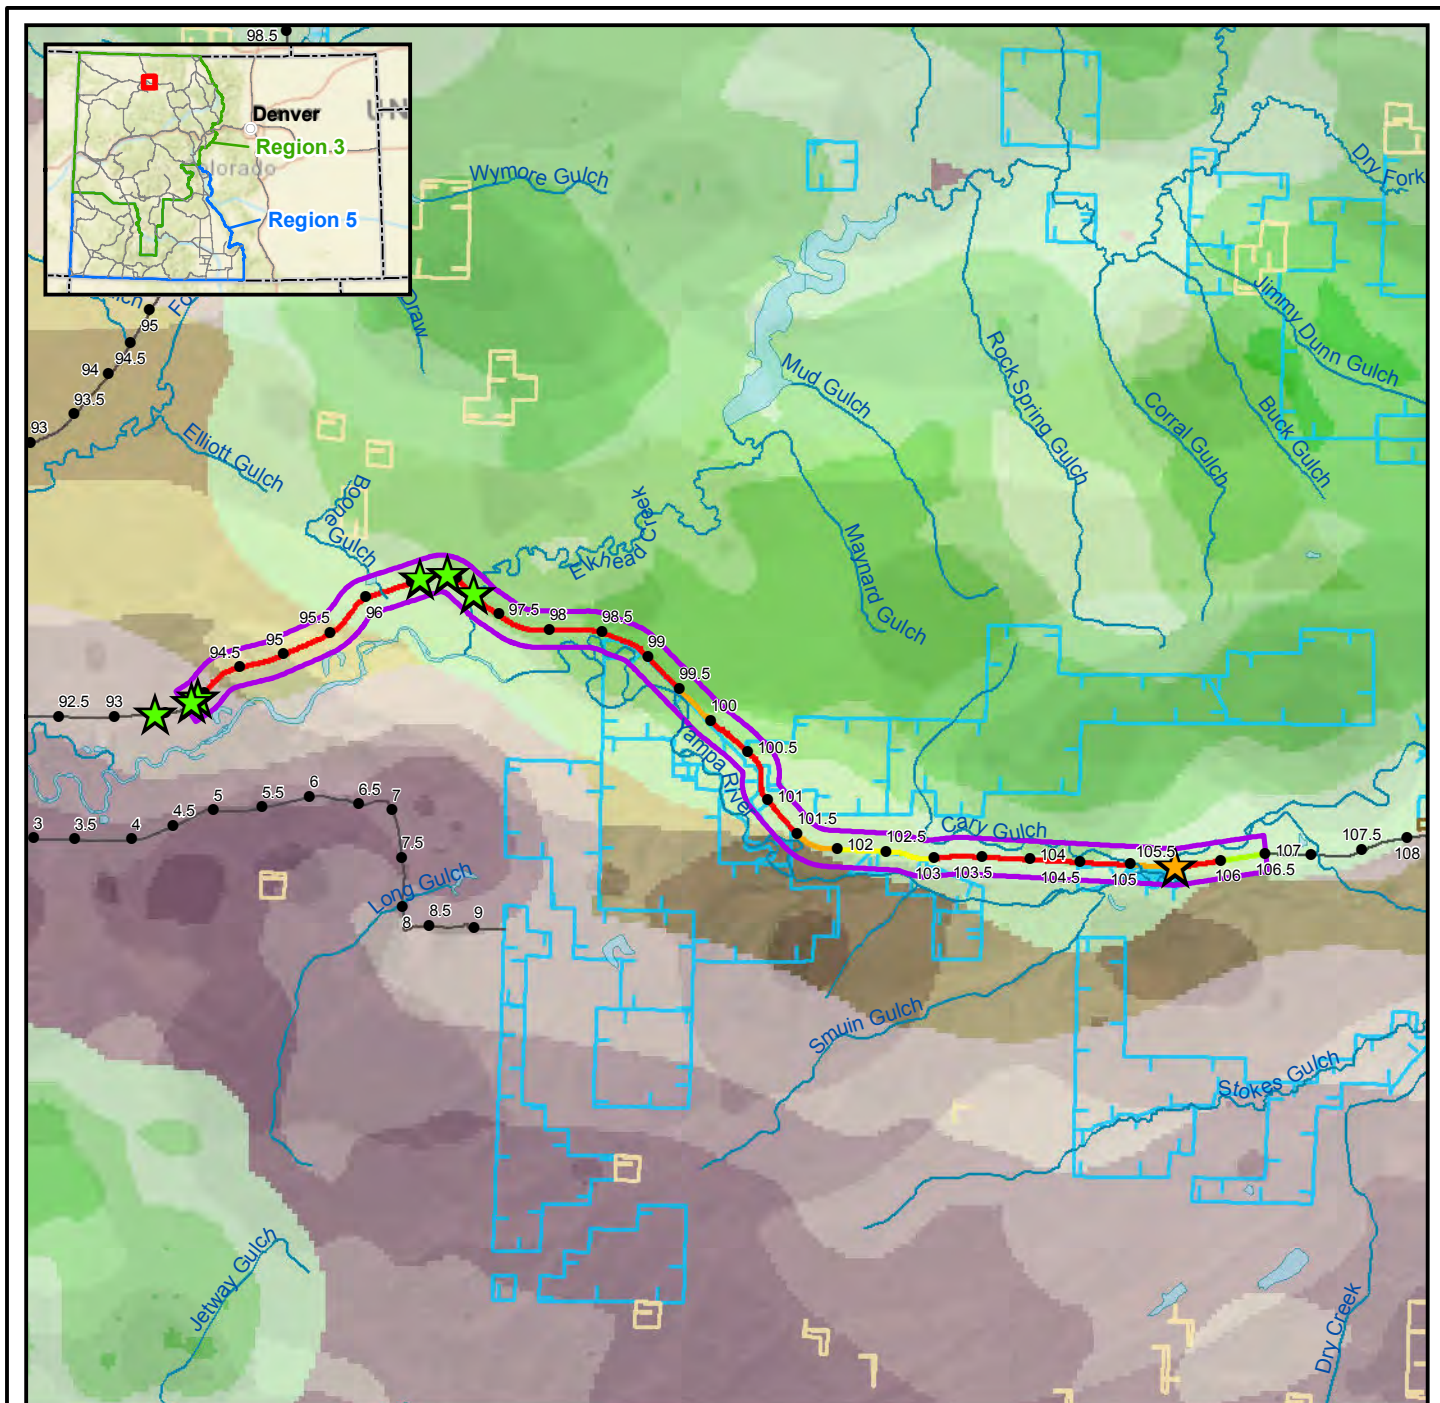 98.5
Denver
UN
Region 3
lorado
Region 5
Wymore Gulch
Dry Fork
Draw
Jimmy Dunn Gulch
95
94.5
94
93.5
93
Mud Gulch
Rock Spring Gulch
Corral Gulch
Buck Gulch
Elliott Gulch
Boone
Gulch
Elkhead Creek
Maynard Gulch
97.5
98
98.5
99
99.5
100
100.5
101
101.5
96
95.5
95
94.5
92.5
93
Yampa River
Cary Gulch
102
102.5
103
103.5
104
104.5
105
105.5
106
106.5
107
107.5
108
3
3.5
4
4.5
5
5.5
6
6.5
7
7.5
8
8.5
9
Long Gulch
Smuin Gulch
Stokes Gulch
Jetway Gulch
Dry Creek